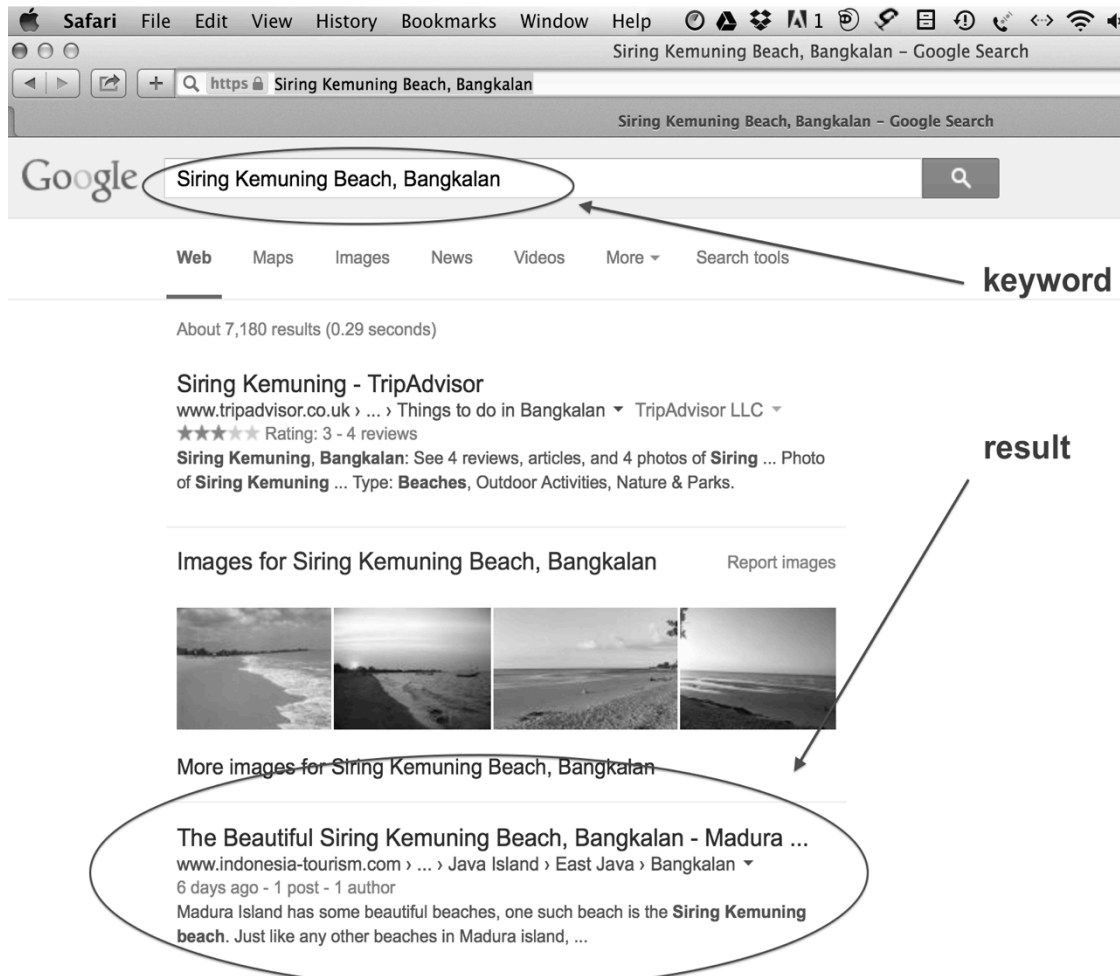 Safari File Edit View History Bookmarks Window Help 1
Siring Kemuning Beach, Bangkalan – Google Search
https Siring Kemuning Beach, Bangkalan
Siring Kemuning Beach, Bangkalan – Google Search
Google Siring Kemuning Beach, Bangkalan
Web Maps Images News Videos More Search tools
keyword
About 7,180 results (0.29 seconds)
Siring Kemuning - TripAdvisor
www.tripadvisor.co.uk › ... › Things to do in Bangkalan TripAdvisor LLC
Rating: 3 - 4 reviews
result
Siring Kemuning, Bangkalan: See 4 reviews, articles, and 4 photos of Siring ... Photo
of Siring Kemuning ... Type: Beaches, Outdoor Activities, Nature & Parks.
Images for Siring Kemuning Beach, Bangkalan Report images
More images for Siring Kemuning Beach, Bangkalan
The Beautiful Siring Kemuning Beach, Bangkalan - Madura ...
www.indonesia-tourism.com › ... › Java Island › East Java › Bangkalan
6 days ago - 1 post - 1 author
Madura Island has some beautiful beaches, one such beach is the Siring Kemuning
beach. Just like any other beaches in Madura island, ...